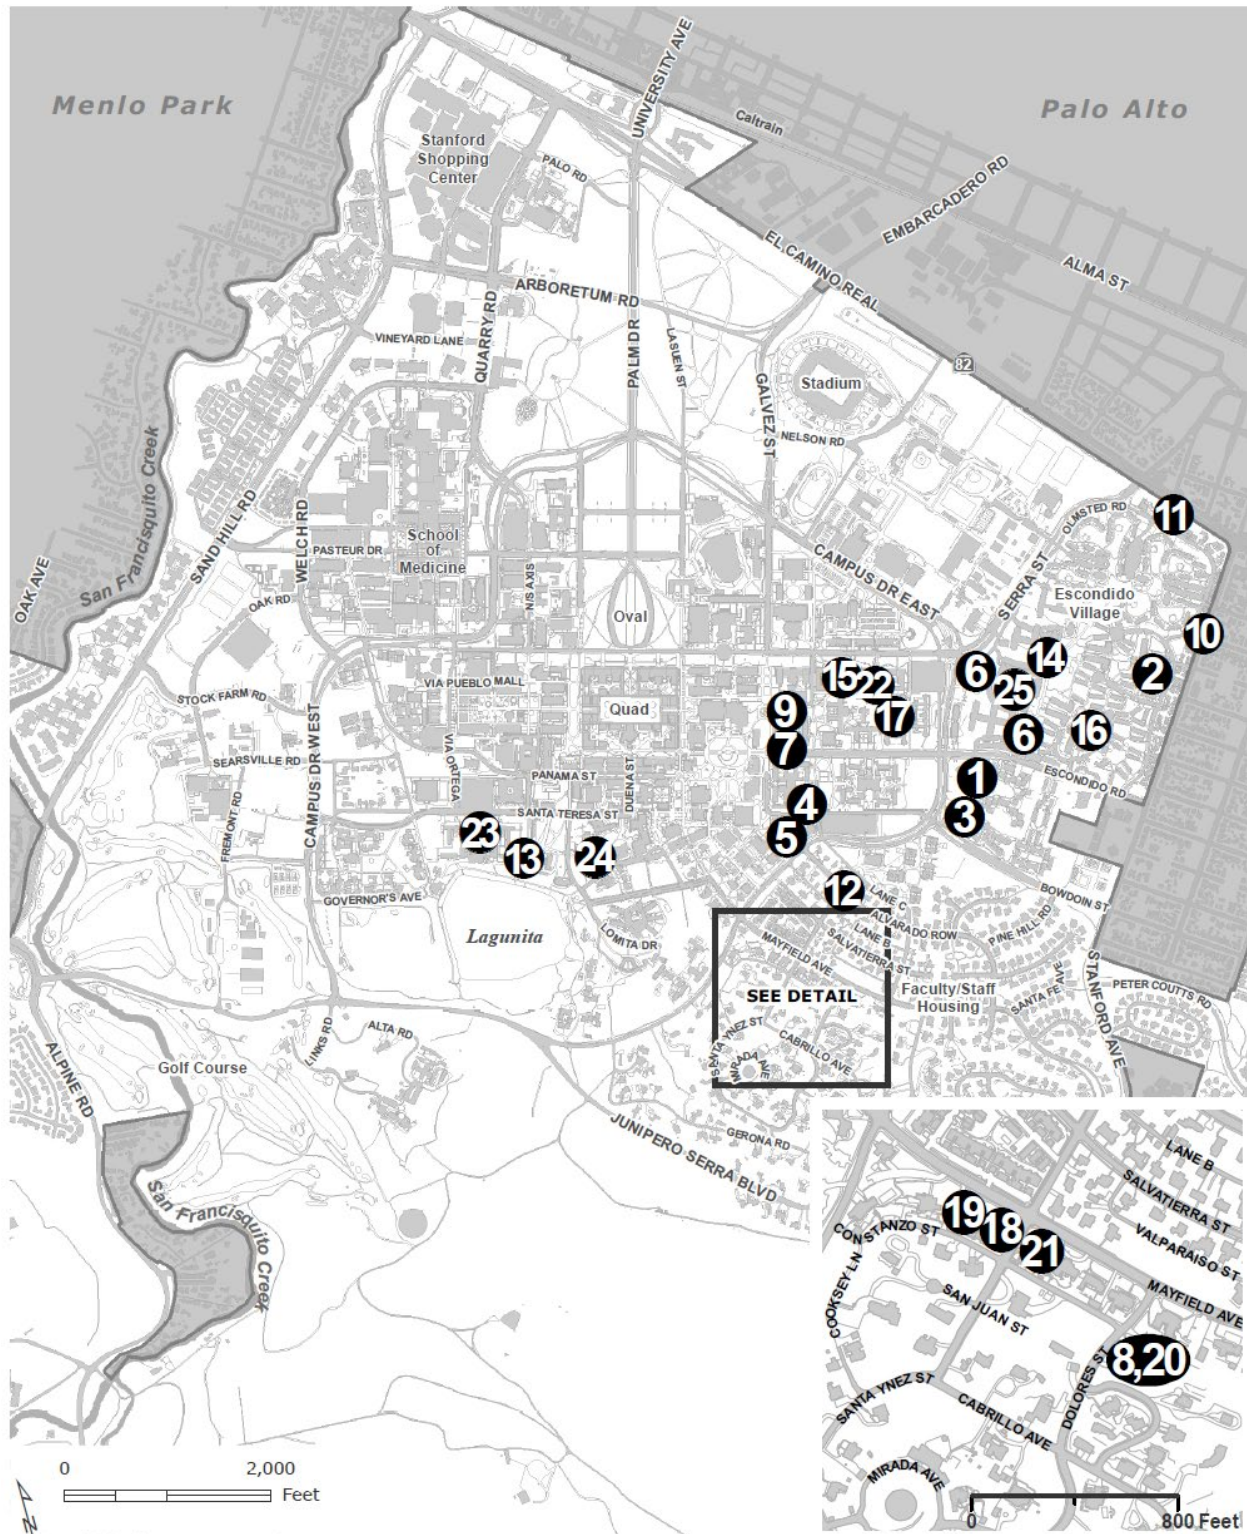 Menlo Park
Palo Alto
UNIVERSITY AVE
Caltrain
Stanford
Shopping
Center
PALO RD
EMBARCADERO RD
EL CAMINO REAL
ALMA ST
ARBORETUM RD
QUARRY RD
VINEYARD LANE
PALM DR
LASUEN ST
82
Stadium
GALVEZ ST
NELSON RD
San Francisquito Creek
SAND HILL RD
WELCH RD
School
of
Medicine
PASTEUR DR
OLMSTED RD
11
CAMPUS DR EAST
SERRA ST
OAK AVE
OAK RD
N/S AXIS
Oval
Escondido
Village
10
STOCK FARM RD
VIA PUEBLO MALL
15
22
6
14
25
2
Quad
9
17
6
16
7
SEARSVILLE RD
CAMPUS DR WEST
VIA ORTEGA
PANAMA ST
DUENA ST
1
ESCONDIDO RD
FREMONT RD
SANTA TERESA ST
4
3
23
5
13
24
12
GOVERNOR'S AVE
LANE C
BOWDOIN ST
Lagunita
LOMITA DR
ALVARADO ROW
LANE B
PINE HILL RD
MAYFIELD AVE
SALVATIERRA ST
STANFORD AVE
SEE DETAIL
Faculty/Staff
Housing
SANTA FE AVE
PETER COUTTS RD
ALTA RD
LINKS RD
SANTA YNEZ ST
CABRILLO AVE
MIRADA AVE
ALPINE RD
Golf Course
GERONA RD
JUNIPERO SERRA BLVD
San Francisquito Creek
LANE B
SALVATIERRA ST
19
18
21
CONSTANZO ST
VALPARAISO ST
COOKSEY LN
MAYFIELD AVE
SAN JUAN ST
8,20
DOLORES ST
SANTA YNEZ ST
CABRILLO AVE
MIRADA AVE
0 2,000
Feet
N
0 800 Feet